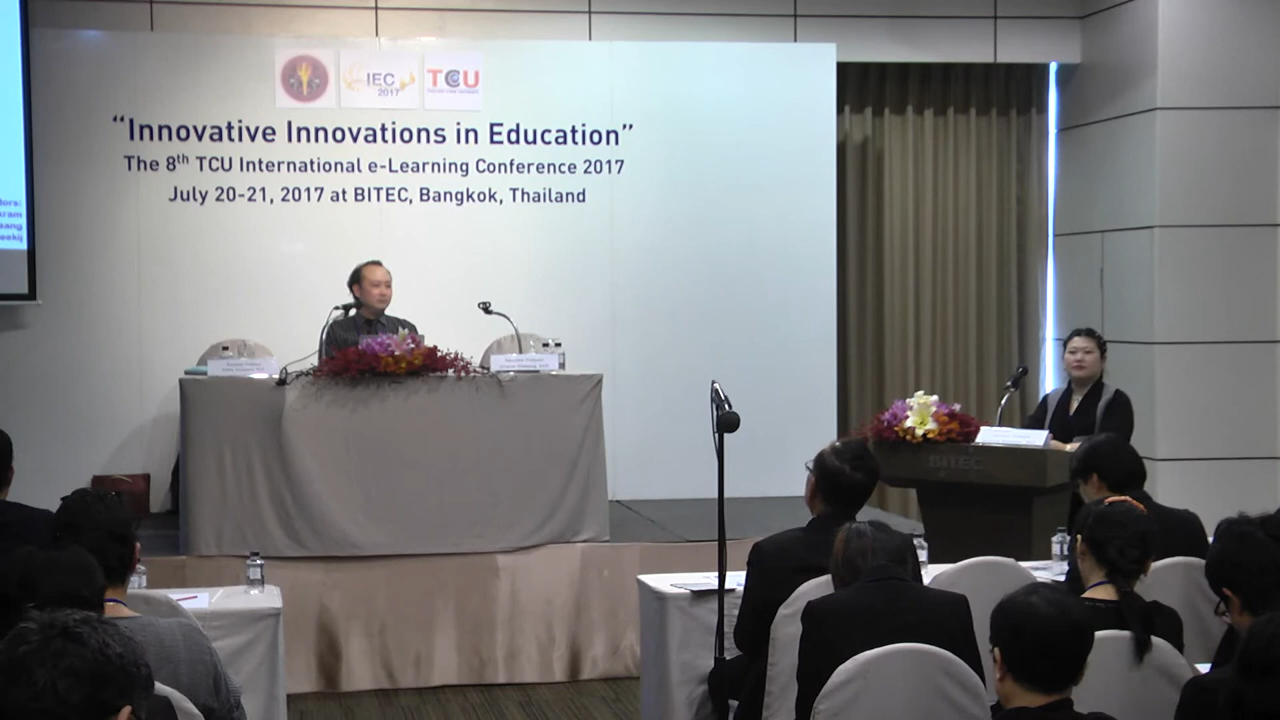 IEC
2017
TCU
“Innovative Innovations in Education”
The 8th TCU International e-Learning Conference 2017
July 20-21, 2017 at BITEC, Bangkok, Thailand
BITEC